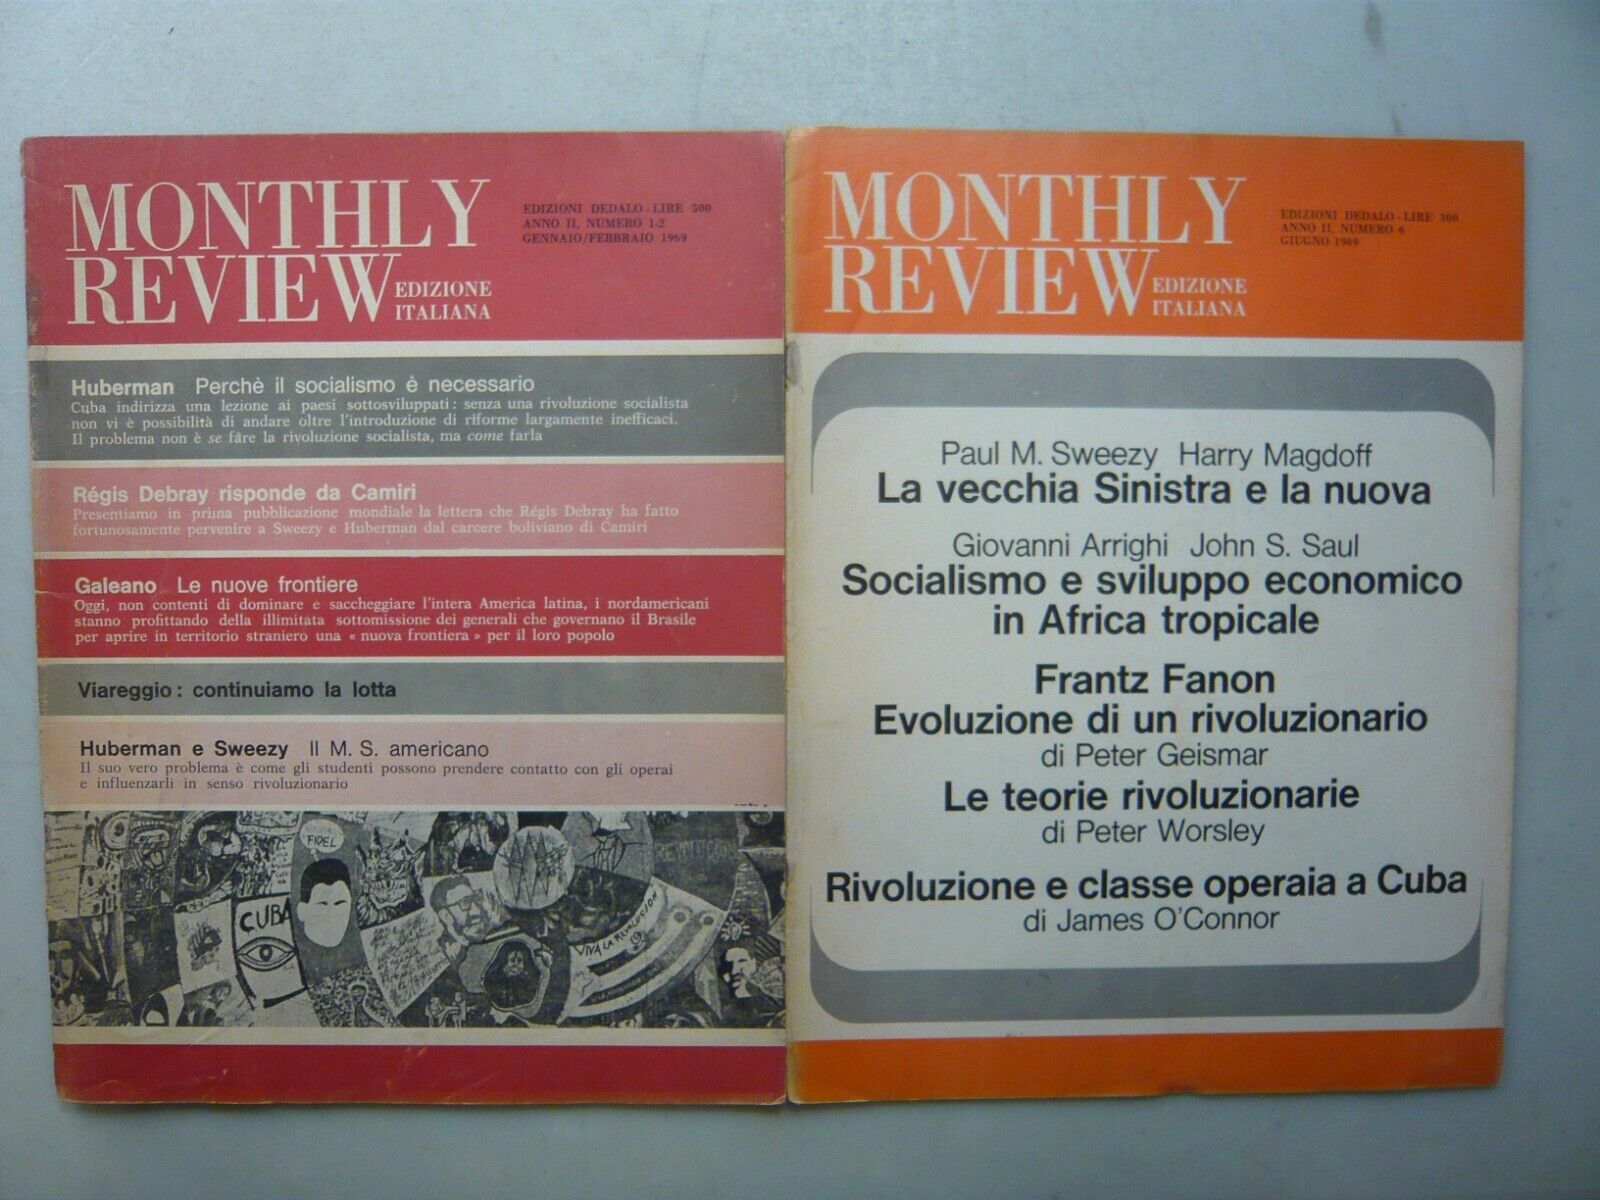 MONTHLY
REVIEW
EDIZIONE
ITALIANA
EDIZIONI DEDALO - LIRE 500
ANNO II, NUMERO 1-2
GENNAIO/FEBBRAIO 1969
Huberman Perchè il socialismo è necessario
Cuba indirizza una lezione ai paesi sottosviluppati: senza una rivoluzione socialista
non vi è possibilità di andare oltre l'introduzione di riforme largamente inefficaci.
Il problema non è se fare la rivoluzione socialista, ma come farla
Régis Debray risponde da Camiri
Presentiamo in prima pubblicazione mondiale la lettera che Régis Debray ha fatto
fortunosamente pervenire a Sweezy e Huberman dal carcere boliviano di Camiri
Galeano Le nuove frontiere
Oggi, non contenti di dominare e saccheggiare l'intera America latina, i nordamericani
stanno profittando della illimitata sottomissione dei generali che governano il Brasile
per aprire in territorio straniero una « nuova frontiera » per il loro popolo
Viareggio: continuiamo la lotta
Huberman e Sweezy Il M. S. americano
Il suo vero problema è come gli studenti possono prendere contatto con gli operai
e influenzarli in senso rivoluzionario
FIDEL
CUBA
VIVA LA REVOLUCION
MONTHLY
REVIEW
EDIZIONE
ITALIANA
EDIZIONI DEDALO - LIRE 300
ANNO II, NUMERO 6
GIUGNO 1969
Paul M. Sweezy Harry Magdoff
La vecchia Sinistra e la nuova
Giovanni Arrighi John S. Saul
Socialismo e sviluppo economico
in Africa tropicale
Frantz Fanon
Evoluzione di un rivoluzionario
di Peter Geismar
Le teorie rivoluzionarie
di Peter Worsley
Rivoluzione e classe operaia a Cuba
di James O'Connor